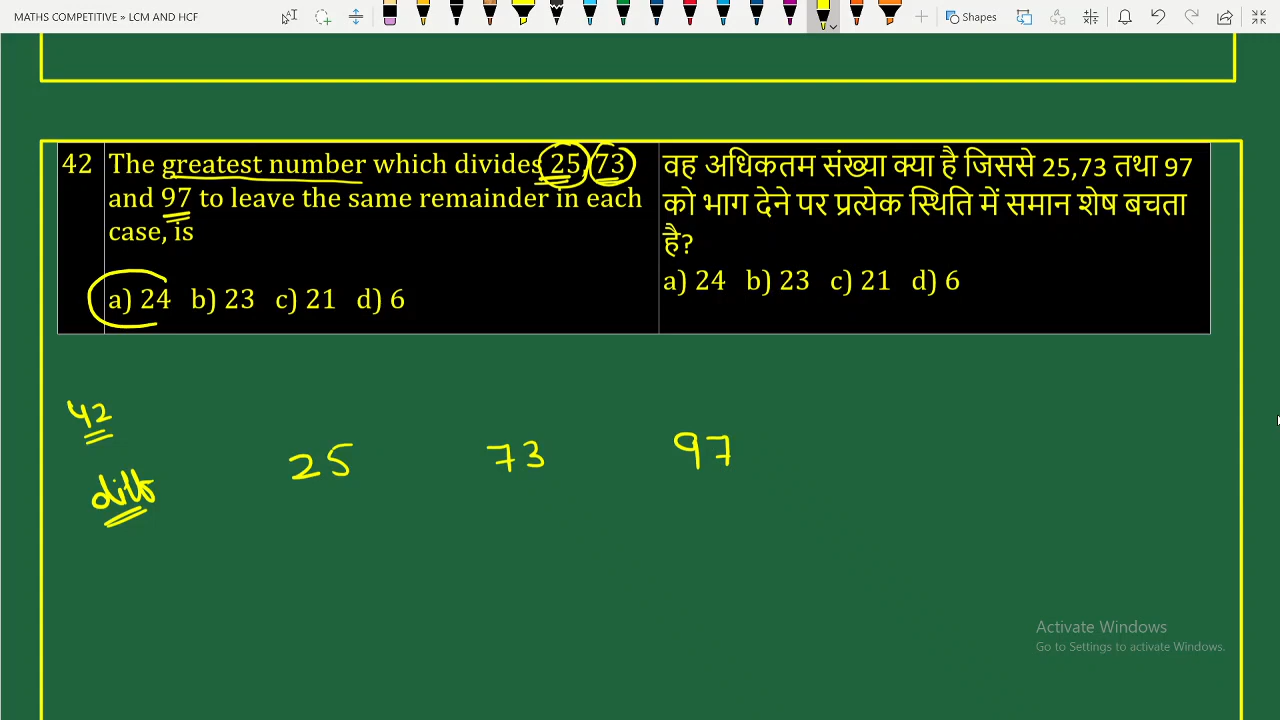 MATHS COMPETITIVE » LCM AND HCF
Shapes
42
The greatest number which divides 25, 73
and 97 to leave the same remainder in each
case, is
a) 24 b) 23 c) 21 d) 6
वह अधिकतम संख्या क्या है जिससे 25,73 तथा 97
को भाग देने पर प्रत्येक स्थिति में समान शेष बचता
है?
a) 24 b) 23 c) 21 d) 6
42
25 73 97
diff
Activate Windows
Go to Settings to activate Windows.